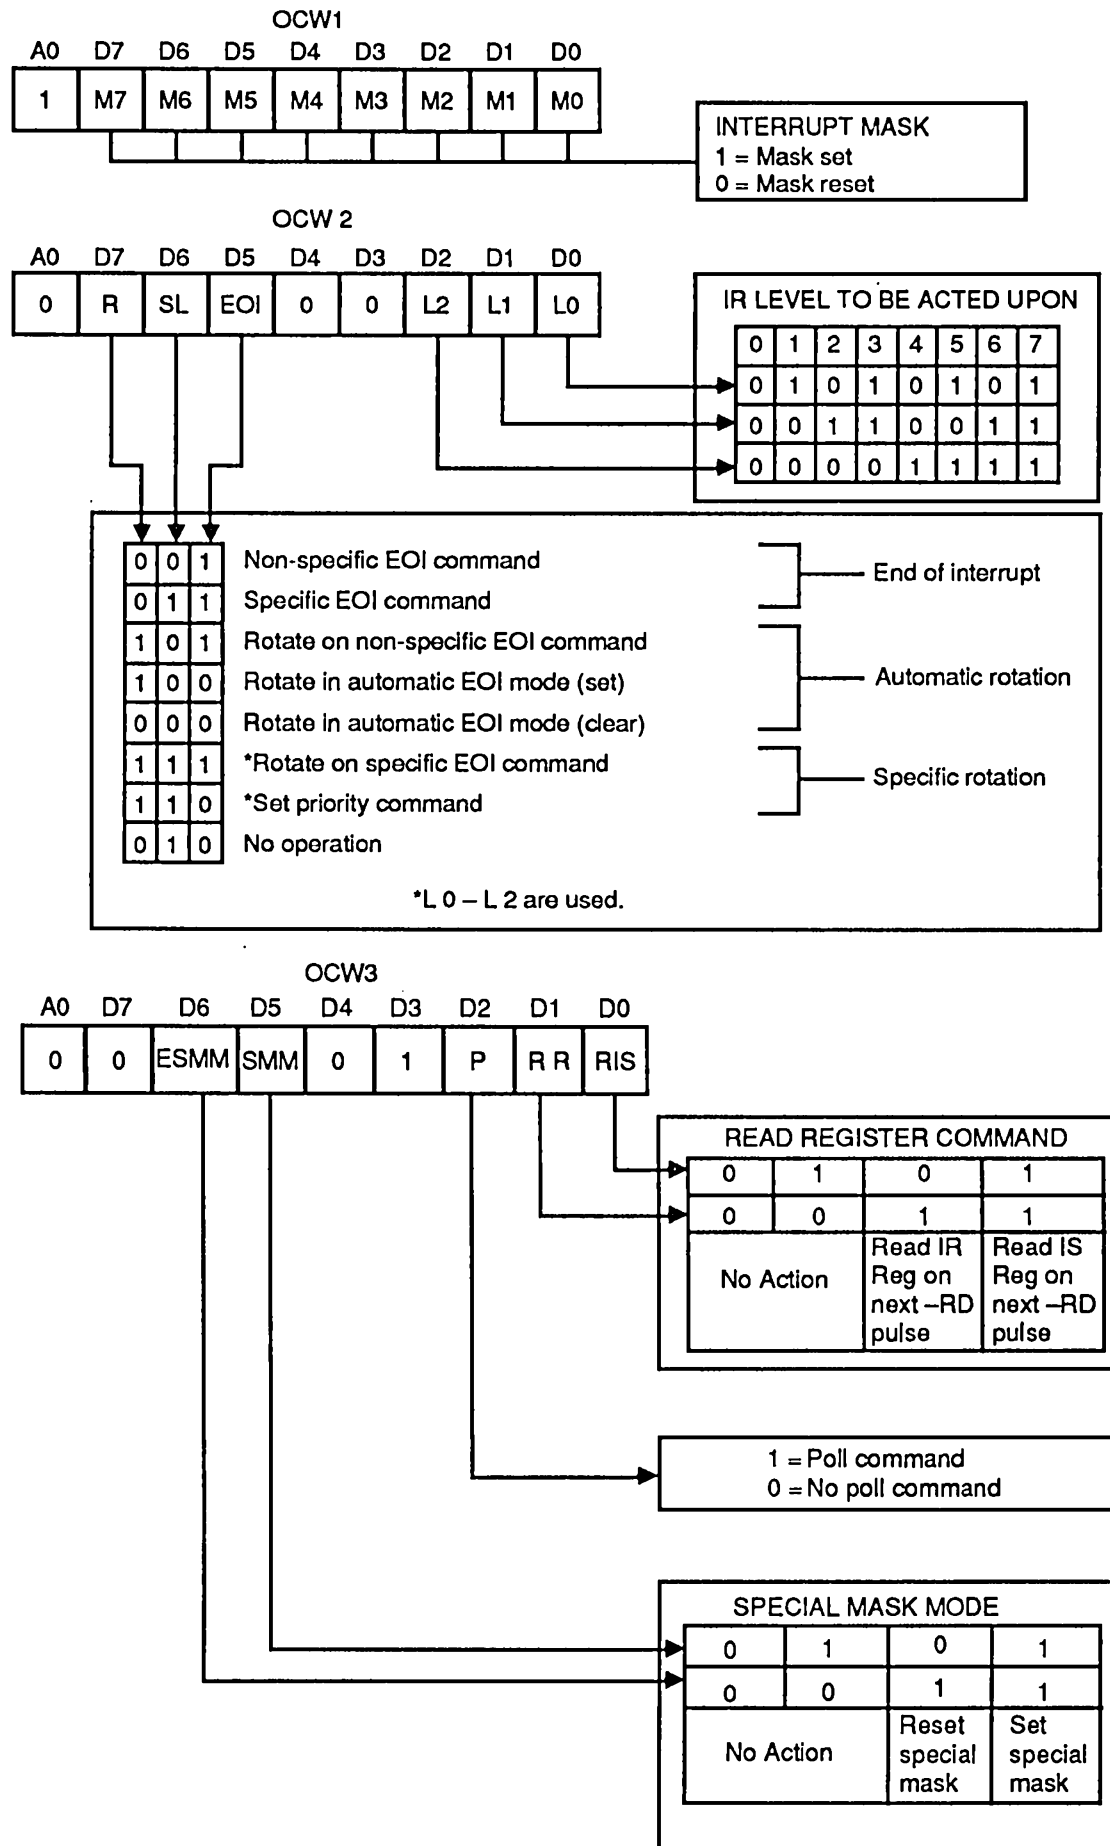 OCW1
A0 D7 D6 D5 D4 D3 D2 D1 D0
1 M7 M6 M5 M4 M3 M2 M1 M0
INTERRUPT MASK
1 = Mask set
0 = Mask reset
OCW 2
A0 D7 D6 D5 D4 D3 D2 D1 D0
0 R SL EOI 0 0 L2 L1 L0
IR LEVEL TO BE ACTED UPON
0 1 2 3 4 5 6 7
0 1 0 1 0 1 0 1
0 0 1 1 0 0 1 1
0 0 0 0 1 1 1 1
0 0 1 Non-specific EOI command
0 1 1 Specific EOI command
End of interrupt
1 0 1 Rotate on non-specific EOI command
1 0 0 Rotate in automatic EOI mode (set)
0 0 0 Rotate in automatic EOI mode (clear)
Automatic rotation
1 1 1 *Rotate on specific EOI command
1 1 0 *Set priority command
Specific rotation
0 1 0 No operation
*L 0 – L 2 are used.
OCW3
A0 D7 D6 D5 D4 D3 D2 D1 D0
0 0 ESMM SMM 0 1 P R R RIS
READ REGISTER COMMAND
0 1 0 1
0 0 1 1
No Action
Read IR
Reg on
next –RD
pulse
Read IS
Reg on
next –RD
pulse
1 = Poll command
0 = No poll command
SPECIAL MASK MODE
0 1 0 1
0 0 1 1
No Action
Reset
special
mask
Set
special
mask